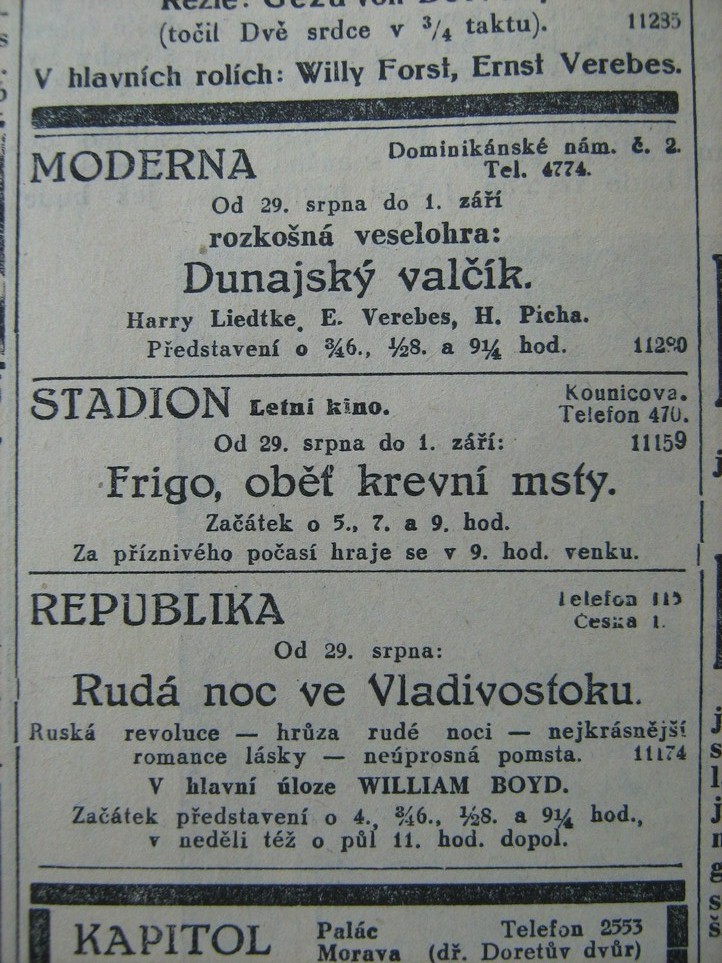 (točil Dvě srdce v ¾ taktu). 11235
V hlavních rolích: Willy Forst, Ernst Verebes.
MODERNA
Dominikánské nám. č. 2.
Tel. 4774.
Od 29. srpna do 1. září
rozkošná veselohra:
Dunajský valčík.
Harry Liedtke, E. Verebes, H. Picha.
Představení o ¾6., ½8. a 9¼ hod. 11280
STADION Letní kino.
Kounicova.
Telefon 470.
Od 29. srpna do 1. září: 11159
Frigo, oběť krevní msty.
Začátek o 5., 7. a 9. hod.
Za příznivého počasí hraje se v 9. hod. venku.
REPUBLIKA
Telefon
Česká 1.
Od 29. srpna:
Rudá noc ve Vladivostoku.
Ruská revoluce — hrůza rudé noci — nejkrásnější
romance lásky — neúprosná pomsta. 11174
V hlavní úloze WILLIAM BOYD.
Začátek představení o 4., ¾6., ½8. a 9¼ hod.,
v neděli též o půl 11. hod. dopol.
KAPITOL
Palác
Morava
Telefon 2553
(dř. Doretův dvůr)